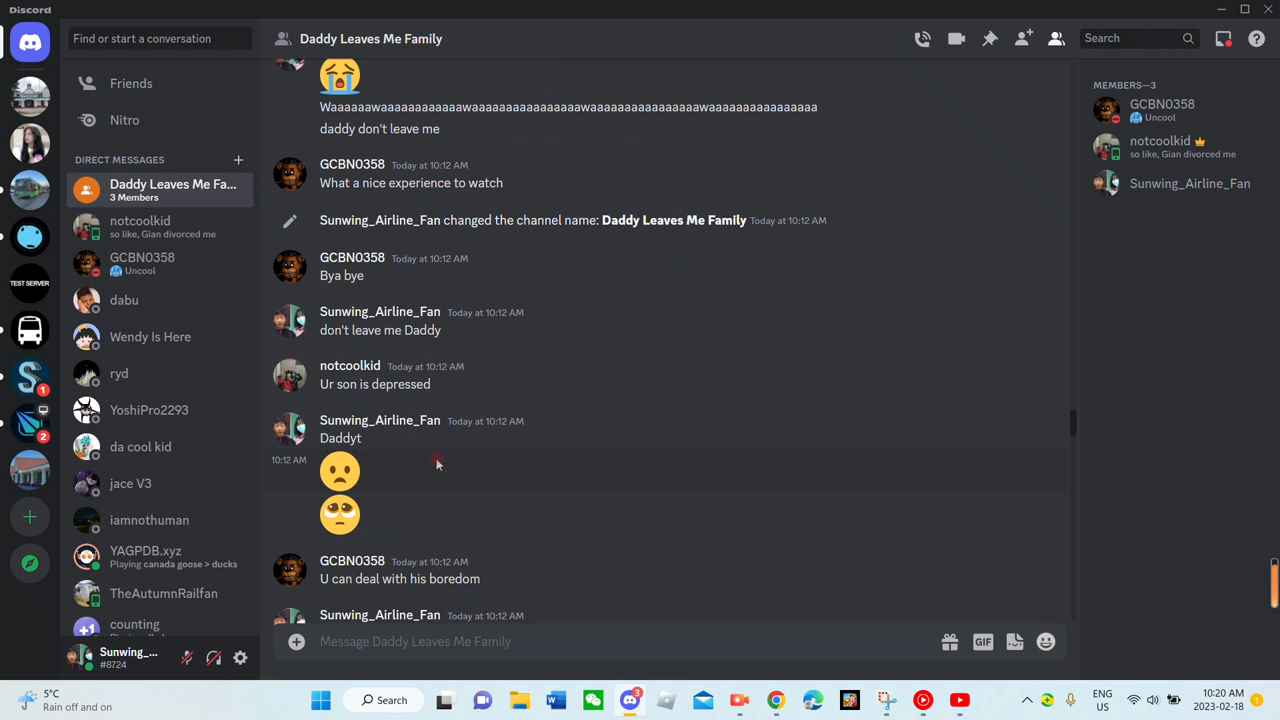 Discord
Find or start a conversation
Friends
Nitro
DIRECT MESSAGES
Daddy Leaves Me Fa...
3 Members
notcoolkid
so like, Gian divorced me
GCBN0358
Uncool
dabu
Wendy Is Here
ryd
YoshiPro2293
da cool kid
jace V3
iamnothuman
YAGPDB.xyz
Playing canada goose > ducks
TheAutumnRailfan
counting
Sunwing_...
#8724
TEST SERVER
1
2
Daddy Leaves Me Family
Search
Waaaaaawaaaaaaaaaaaawaaaaaaaaaaaaaaaawaaaaaaaaaaaaaaaawaaaaaaaaaaaaaaa
daddy don't leave me
GCBN0358 Today at 10:12 AM
What a nice experience to watch
Sunwing_Airline_Fan changed the channel name: Daddy Leaves Me Family Today at 10:12 AM
GCBN0358 Today at 10:12 AM
Bya bye
Sunwing_Airline_Fan Today at 10:12 AM
don't leave me Daddy
notcoolkid Today at 10:12 AM
Ur son is depressed
Sunwing_Airline_Fan Today at 10:12 AM
Daddyt
10:12 AM
GCBN0358 Today at 10:12 AM
U can deal with his boredom
Sunwing_Airline_Fan Today at 10:12 AM
Message Daddy Leaves Me Family
GIF
MEMBERS—3
GCBN0358
Uncool
notcoolkid
so like, Gian divorced me
Sunwing_Airline_Fan
5°C
Rain off and on
Search
3
ENG
US
10:20 AM
2023-02-18
1